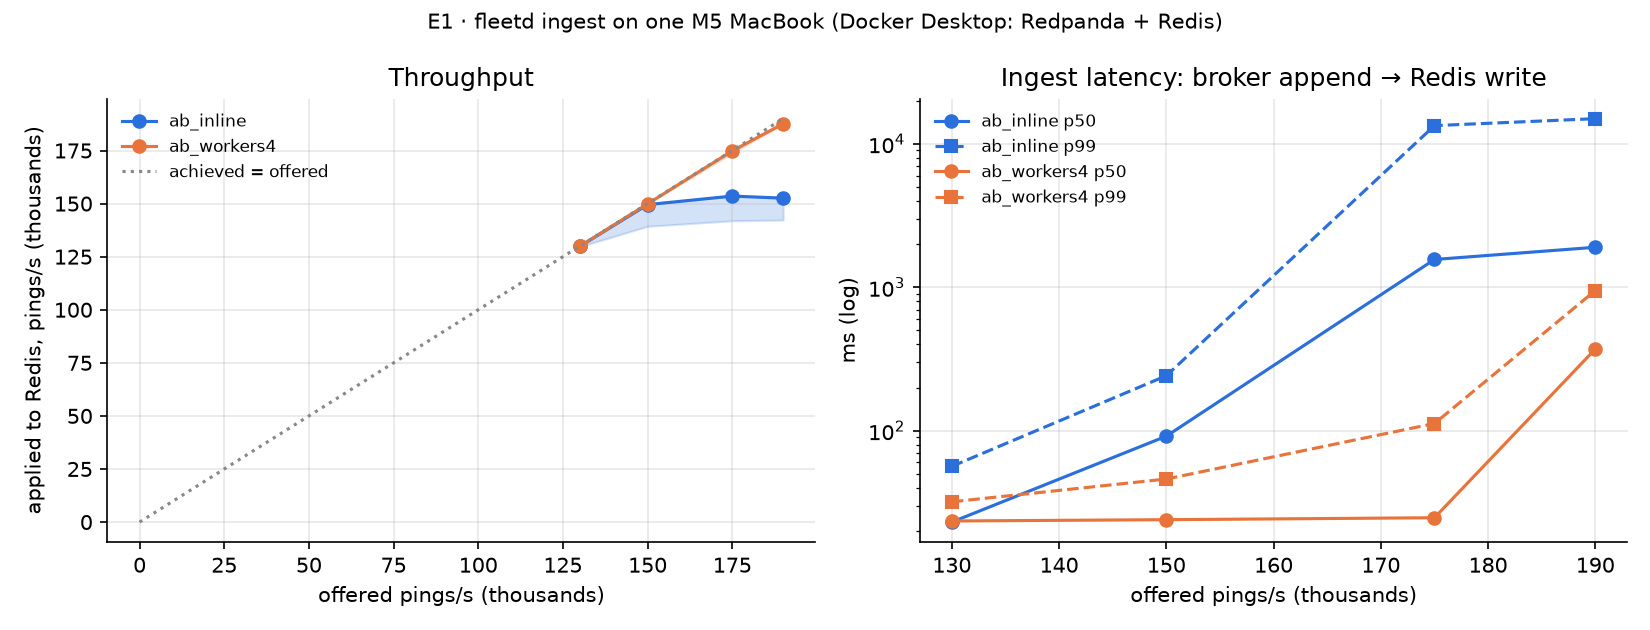 E1 · fleetd ingest on one M5 MacBook (Docker Desktop: Redpanda + Redis)
Throughput
ab_inline
ab_workers4
achieved = offered
applied to Redis, pings/s (thousands)
175
150
125
100
75
50
25
0
0 25 50 75 100 125 150 175
offered pings/s (thousands)
Ingest latency: broker append → Redis write
ab_inline p50
ab_inline p99
ab_workers4 p50
ab_workers4 p99
ms (log)
10⁴
10³
10²
130 140 150 160 170 180 190
offered pings/s (thousands)